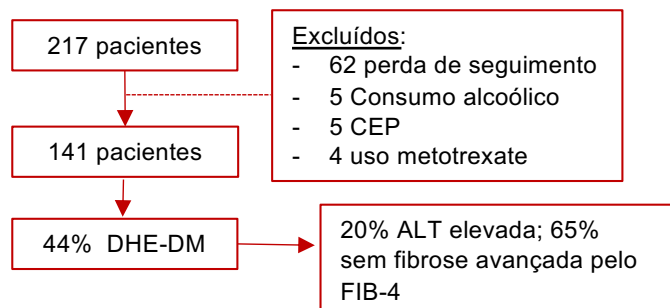 217 pacientes
Excluídos:
- 62 perda de seguimento
- 5 Consumo alcoólico
- 5 CEP
- 4 uso metotrexate
141 pacientes
44% DHE-DM
20% ALT elevada; 65%
sem fibrose avançada pelo
FIB-4